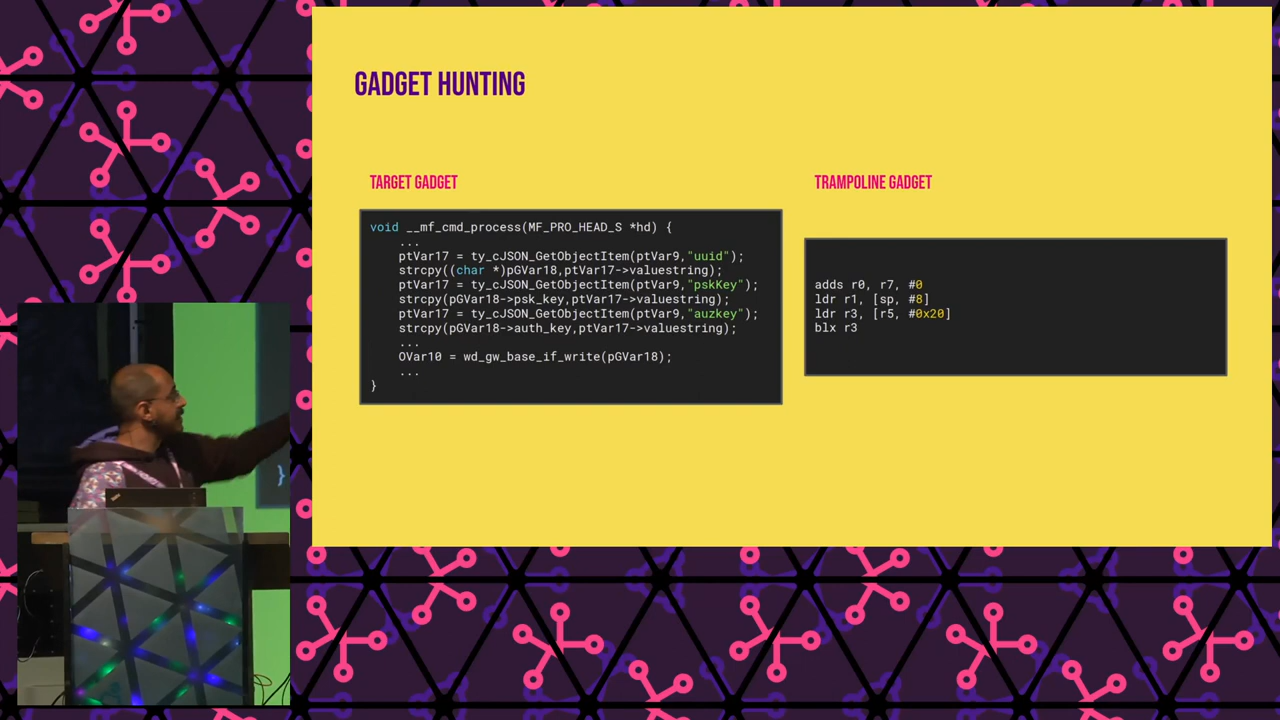 GADGET HUNTING
TARGET GADGET
void __mf_cmd_process(MF_PRO_HEAD_S *hd) {
...
ptVar17 = ty_cJSON_GetObjectItem(ptVar9,"uuid");
strcpy((char *)pGVar18,ptVar17->valuestring);
ptVar17 = ty_cJSON_GetObjectItem(ptVar9,"pskKey");
strcpy(pGVar18->psk_key,ptVar17->valuestring);
ptVar17 = ty_cJSON_GetObjectItem(ptVar9,"auzkey");
strcpy(pGVar18->auth_key,ptVar17->valuestring);
...
OVar10 = wd_gw_base_if_write(pGVar18);
...
}
TRAMPOLINE GADGET
adds r0, r7, #0
ldr r1, [sp, #8]
ldr r3, [r5, #0x20]
blx r3
}